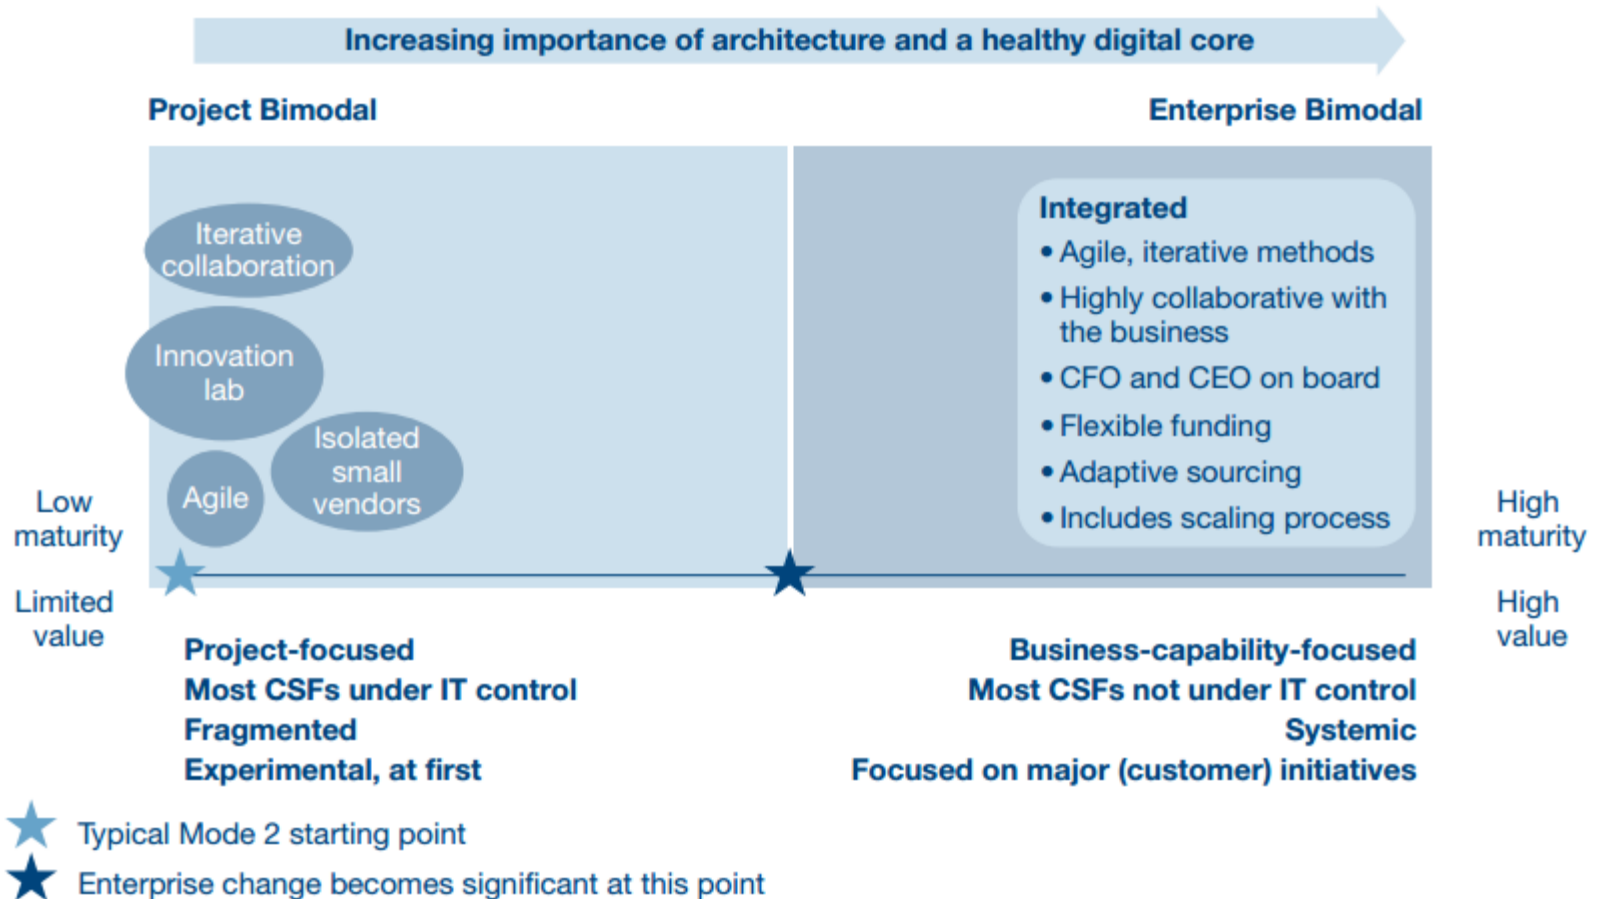 Increasing importance of architecture and a healthy digital core
Project Bimodal
Enterprise Bimodal
Iterative
collaboration
Innovation
lab
Isolated
small
vendors
Agile
Integrated
• Agile, iterative methods
• Highly collaborative with
the business
• CFO and CEO on board
• Flexible funding
• Adaptive sourcing
• Includes scaling process
Low
maturity
Limited
value
High
maturity
High
value
Project-focused
Most CSFs under IT control
Fragmented
Experimental, at first
Business-capability-focused
Most CSFs not under IT control
Systemic
Focused on major (customer) initiatives
Typical Mode 2 starting point
Enterprise change becomes significant at this point